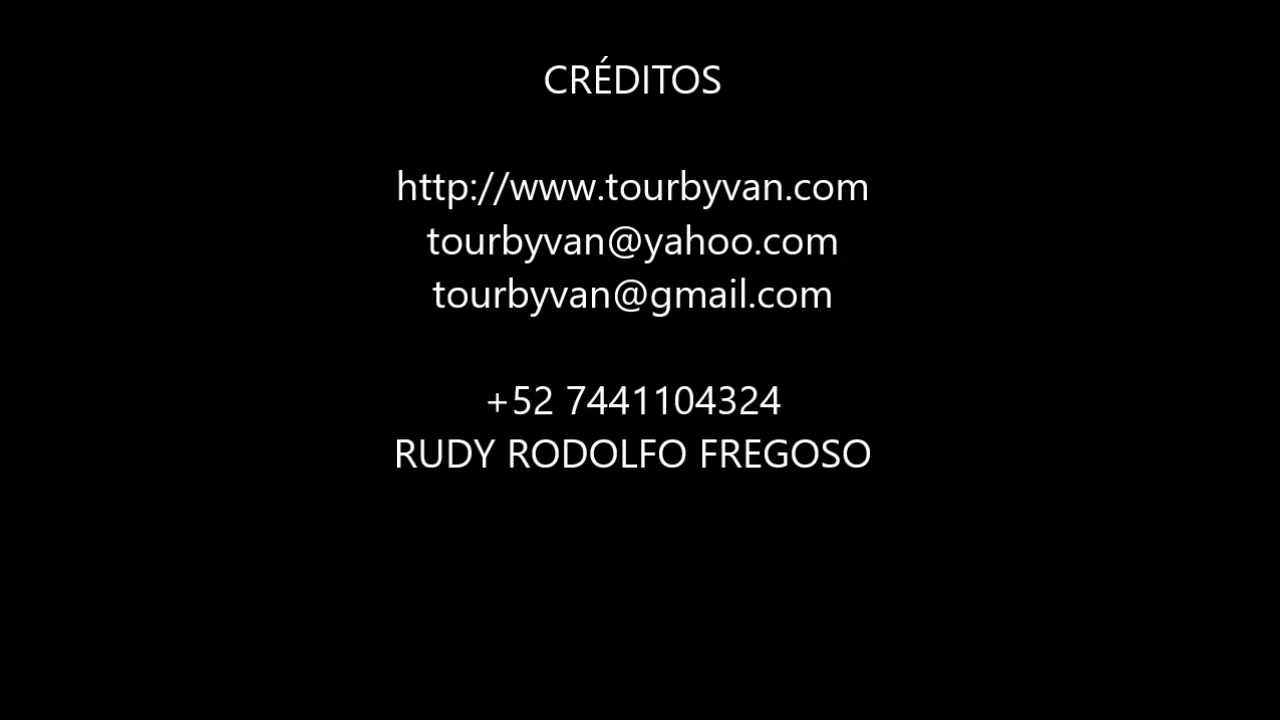 CRÉDITOS
http://www.tourbyvan.com
tourbyvan@yahoo.com
tourbyvan@gmail.com
+52 7441104324
RUDY RODOLFO FREGOSO